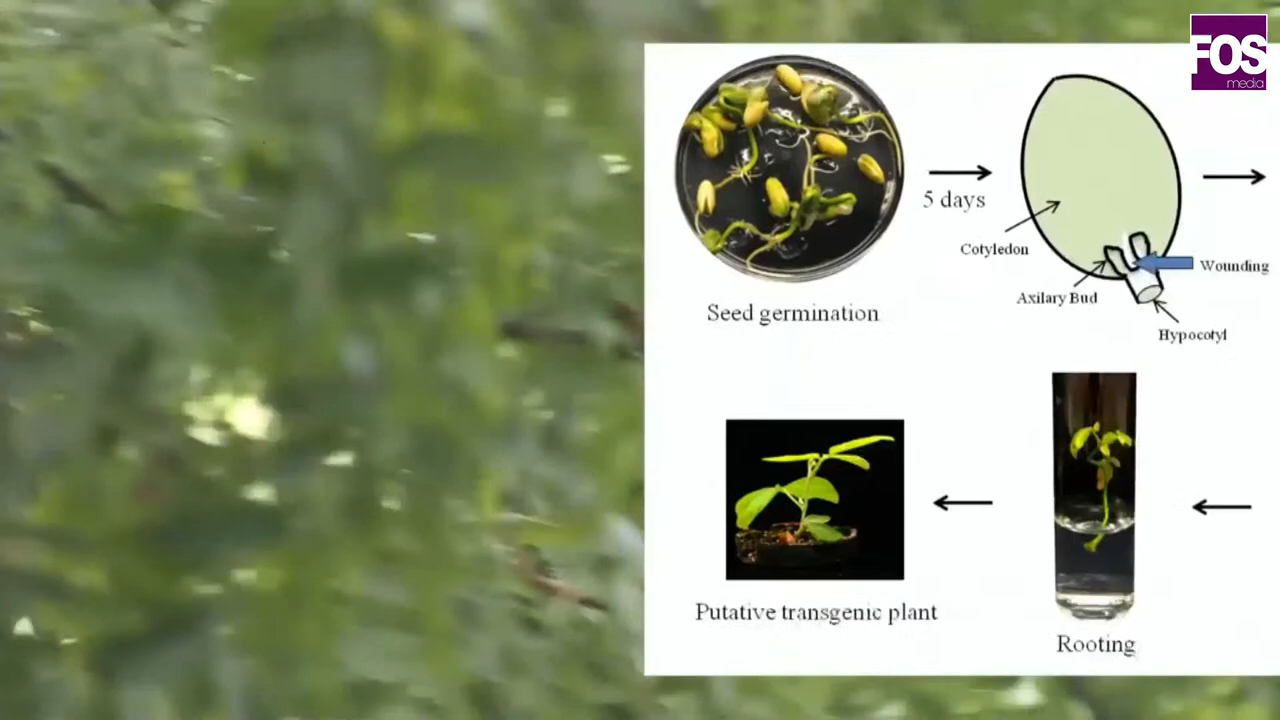 FOS
media
5 days
Cotyledon
Wounding
Axilary Bud
Seed germination
Hypocotyl
Putative transgenic plant
Rooting